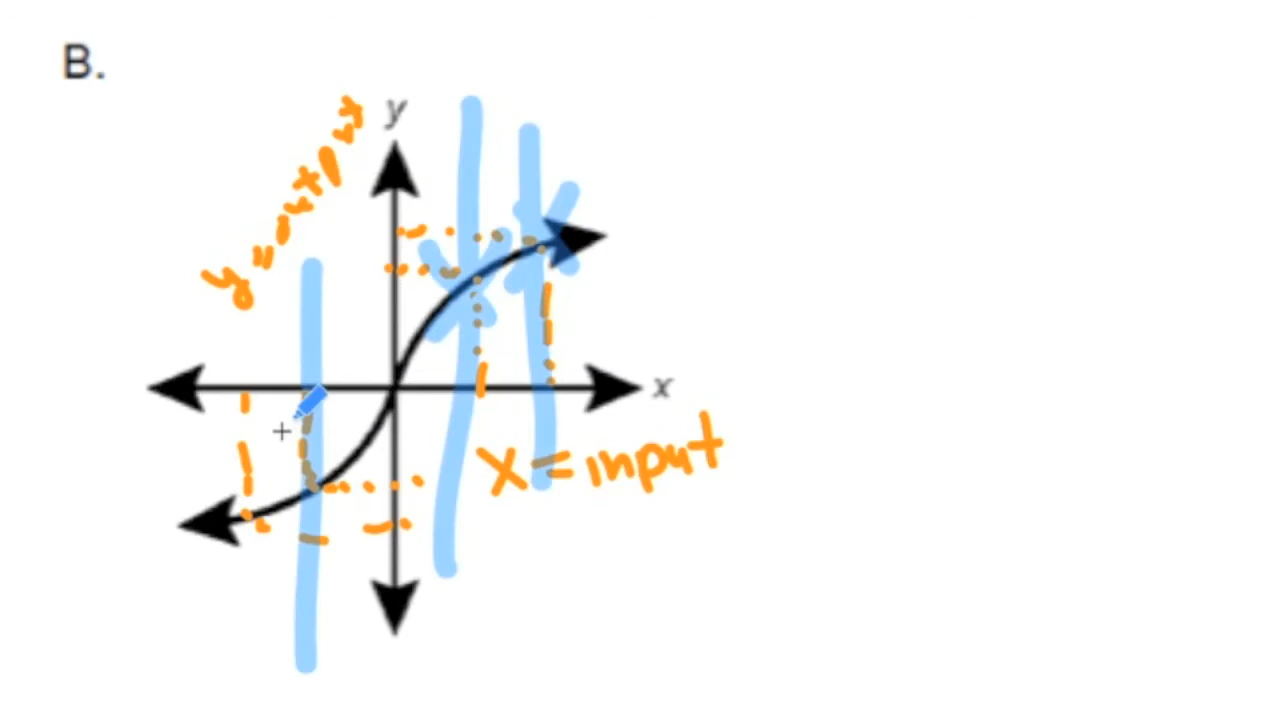 B.
y
y = output
x
x = input